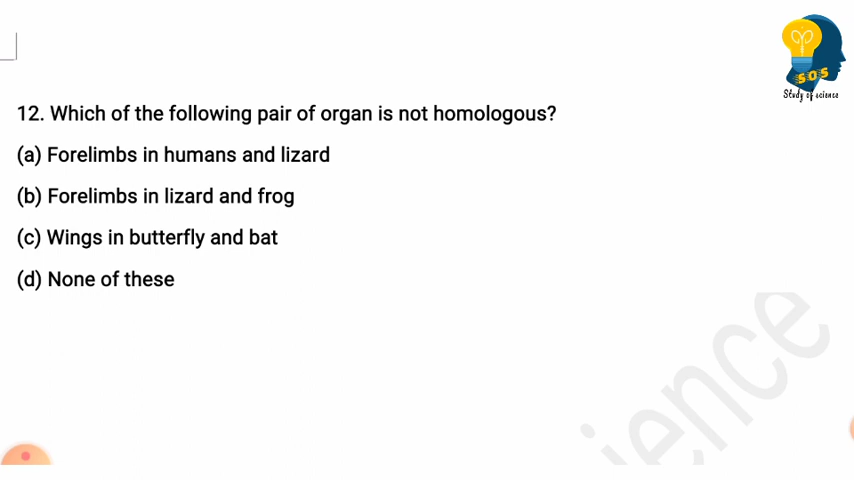 SOS
Study of science
12. Which of the following pair of organ is not homologous?
(a) Forelimbs in humans and lizard
(b) Forelimbs in lizard and frog
(c) Wings in butterfly and bat
(d) None of these
ience